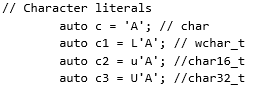 // Character literals
auto c = 'A'; // char
auto c1 = L'A'; // wchar_t
auto c2 = u'A'; //char16_t
auto c3 = U'A'; //char32_t